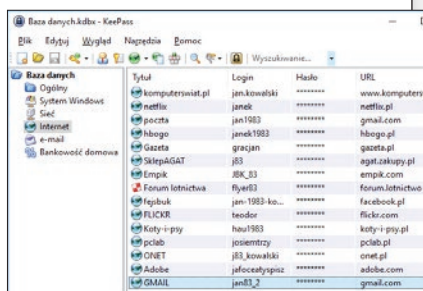 Baza danych.kdbx - KeePass
Plik Edytuj Wygląd Narzędzia Pomoc
Wyszukiwanie...
Baza danych
Ogólny
System Windows
Sieć
Internet
e-mail
Bankowość domowa
Tytuł Login Hasło URL
komputerswiat.pl jan.kowalski ******** www.komputers
netflix janek ******** netflix.pl
poczta jan1983 ******** gmail.com
hbogo janek1983 ******** hbogo.pl
Gazeta gracjan ******** gazeta.pl
SklepAGAT j83 ******** agat.zakupy.pl
Empik JBK_83 ******** empik.com
Forum lotnictwa flyer83 ******** forum.lotnictwo
fejsbuk jan-1983-ko... ******** facebook.pl
FLICKR teodor ******** flickr.com
Koty-i-psy hau1983 ******** koty-i-psy.pl
pclab josiemtrzy ******** pclab.pl
ONET j83_kowalski ******** onet.pl
Adobe jafoceatyspisz ******** adobe.com
GMAIL jan83_2 ******** gmail.com